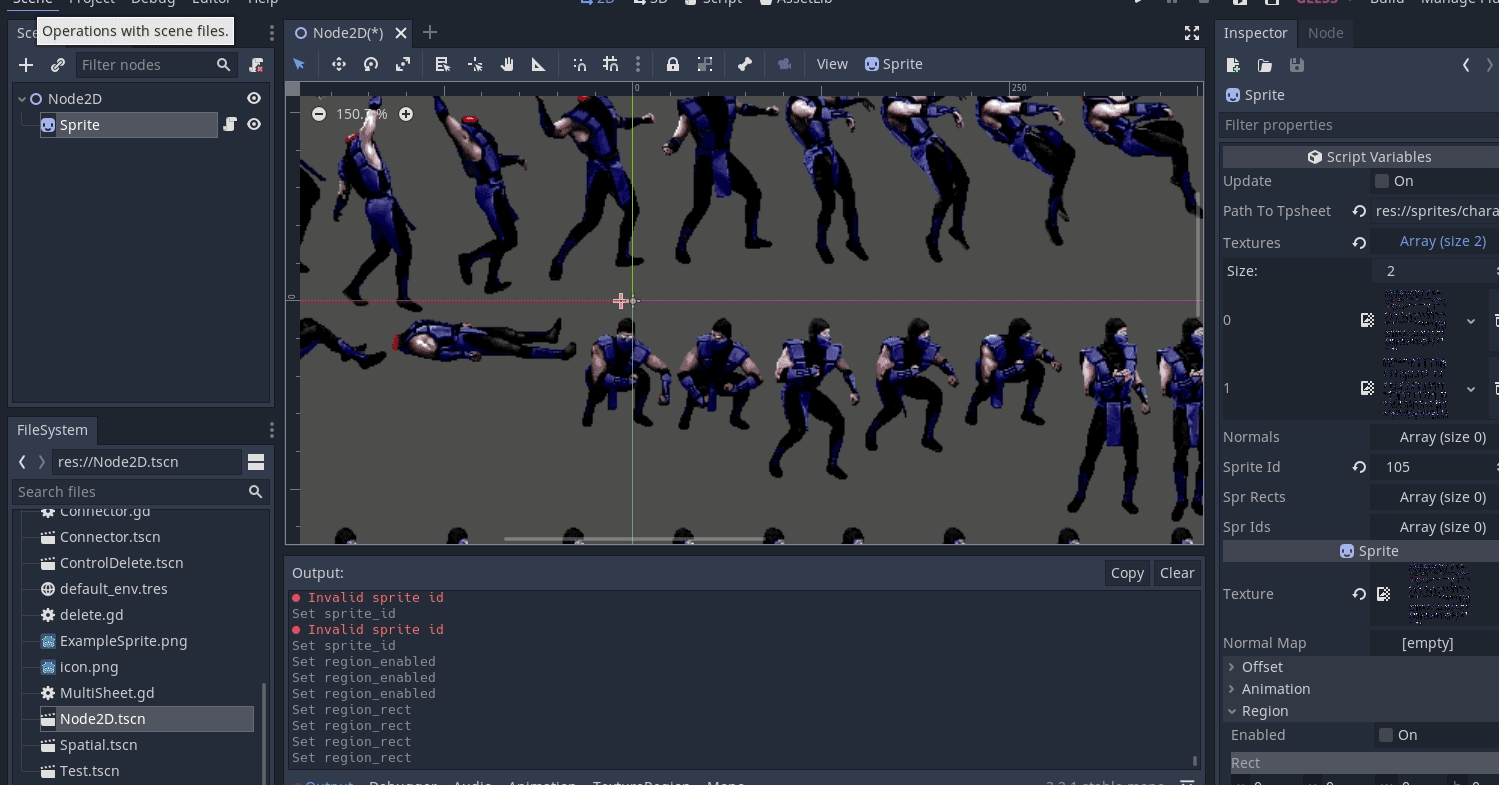 Scene Project Debug Editor Help
2D 3D Script AssetLib
GLES3 Build
Operations with scene files.
Filter nodes
Node2D
Sprite
FileSystem
res://Node2D.tscn
Search files
Connector.gd
Connector.tscn
ControlDelete.tscn
default_env.tres
delete.gd
ExampleSprite.png
icon.png
MultiSheet.gd
Node2D.tscn
Spatial.tscn
Test.tscn
Node2D(*)
View Sprite
0 250
0
Output: Copy Clear
Invalid sprite id
Set sprite_id
Invalid sprite id
Set sprite_id
Set region_enabled
Set region_enabled
Set region_enabled
Set region_rect
Set region_rect
Set region_rect
Set region_rect
Output Debugger Audio Animation TextureRegion Mono
Inspector Node
Sprite
Filter properties
Script Variables
Update On
Path To Tpsheet res://sprites/chara
Textures Array (size 2)
Size: 2
0
1
Normals Array (size 0)
Sprite Id 105
Spr Rects Array (size 0)
Spr Ids Array (size 0)
Sprite
Texture
Normal Map [empty]
Offset
Animation
Region
Enabled On
Rect